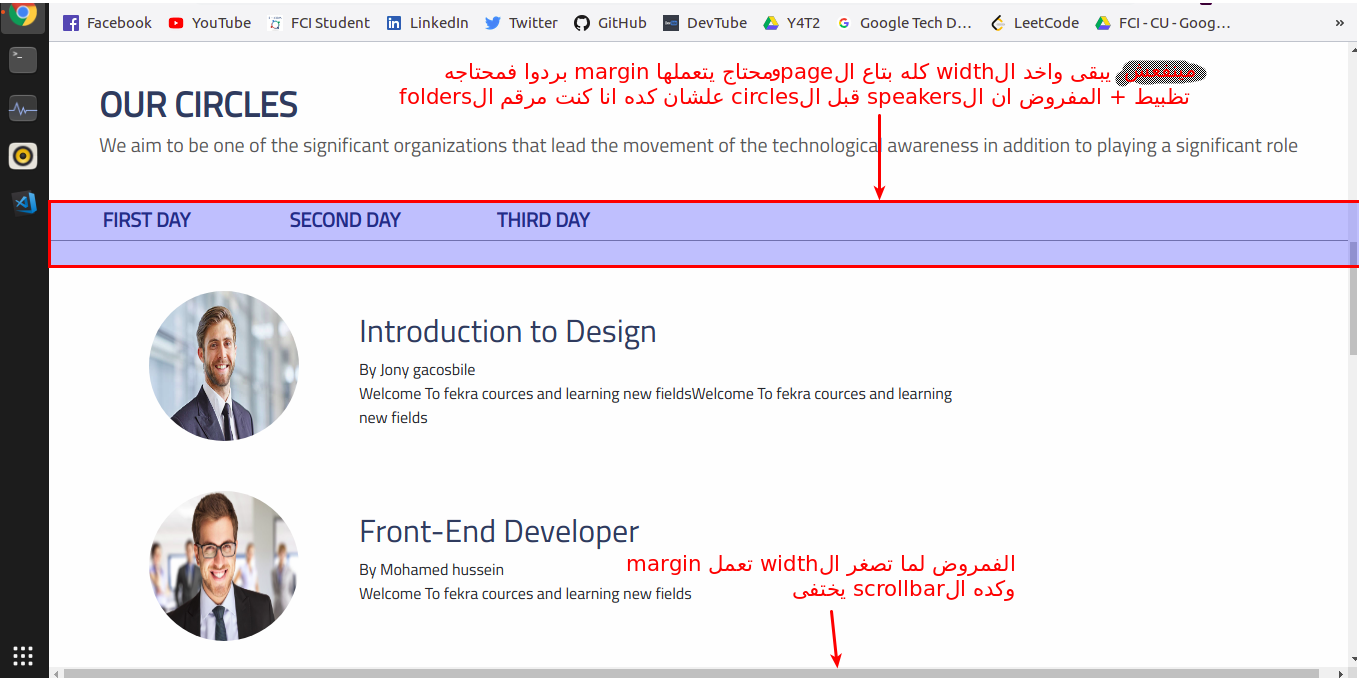 Facebook YouTube FCI Student LinkedIn Twitter GitHub DevTube Y4T2 Google Tech D… LeetCode FCI - CU - Goog… »
مينفعش يبقى واخد الwidth كله بتاع الpage ومحتاج يتعملها margin بردوا فمحتاجه
تظبيط + المفروض ان الspeakers قبل الcircles علشان كده انا كنت مرقم الfolders
OUR CIRCLES
We aim to be one of the significant organizations that lead the movement of the technological awareness in addition to playing a significant role
FIRST DAY SECOND DAY THIRD DAY
Introduction to Design
By Jony gacosbile
Welcome To fekra cources and learning new fieldsWelcome To fekra cources and learning
new fields
Front-End Developer
By Mohamed hussein
Welcome To fekra cources and learning new fields
الفمروض لما تصغر الwidth تعمل margin
وكده الscrollbar يختفى